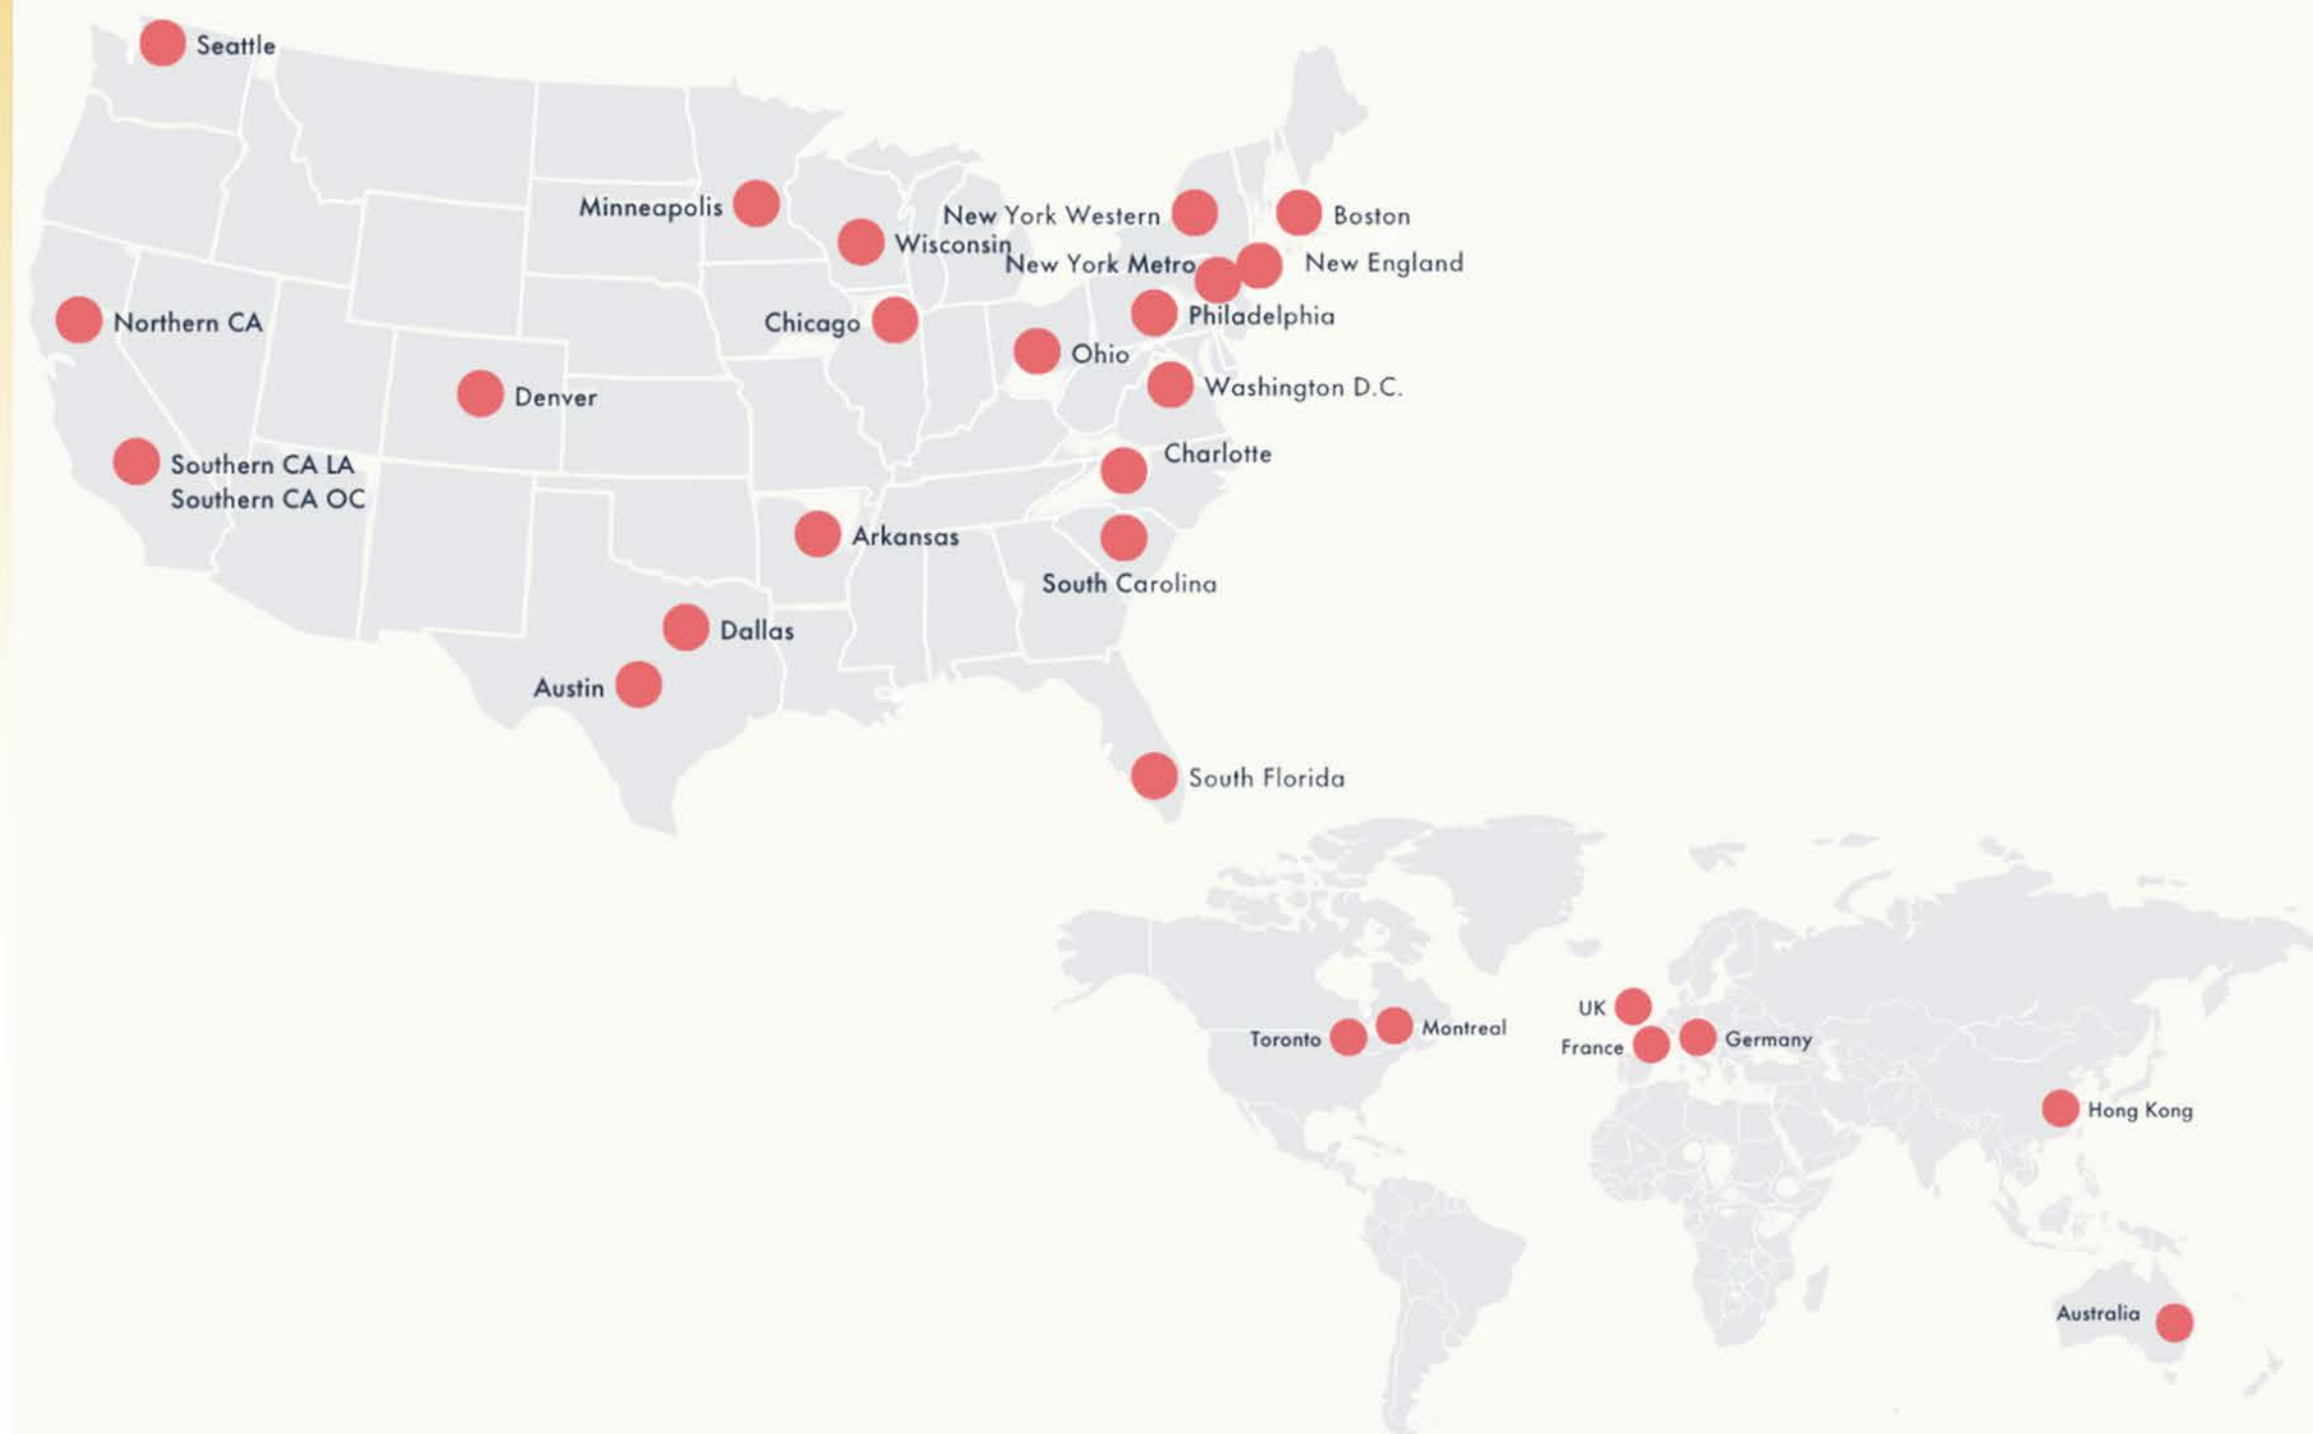 Seattle
Minneapolis
New York Western
Boston
Wisconsin
New York Metro
New England
Northern CA
Chicago
Philadelphia
Ohio
Denver
Washington D.C.
Southern CA LA
Southern CA OC
Charlotte
Arkansas
South Carolina
Dallas
Austin
South Florida
UK
Toronto
Montreal
France
Germany
Hong Kong
Australia